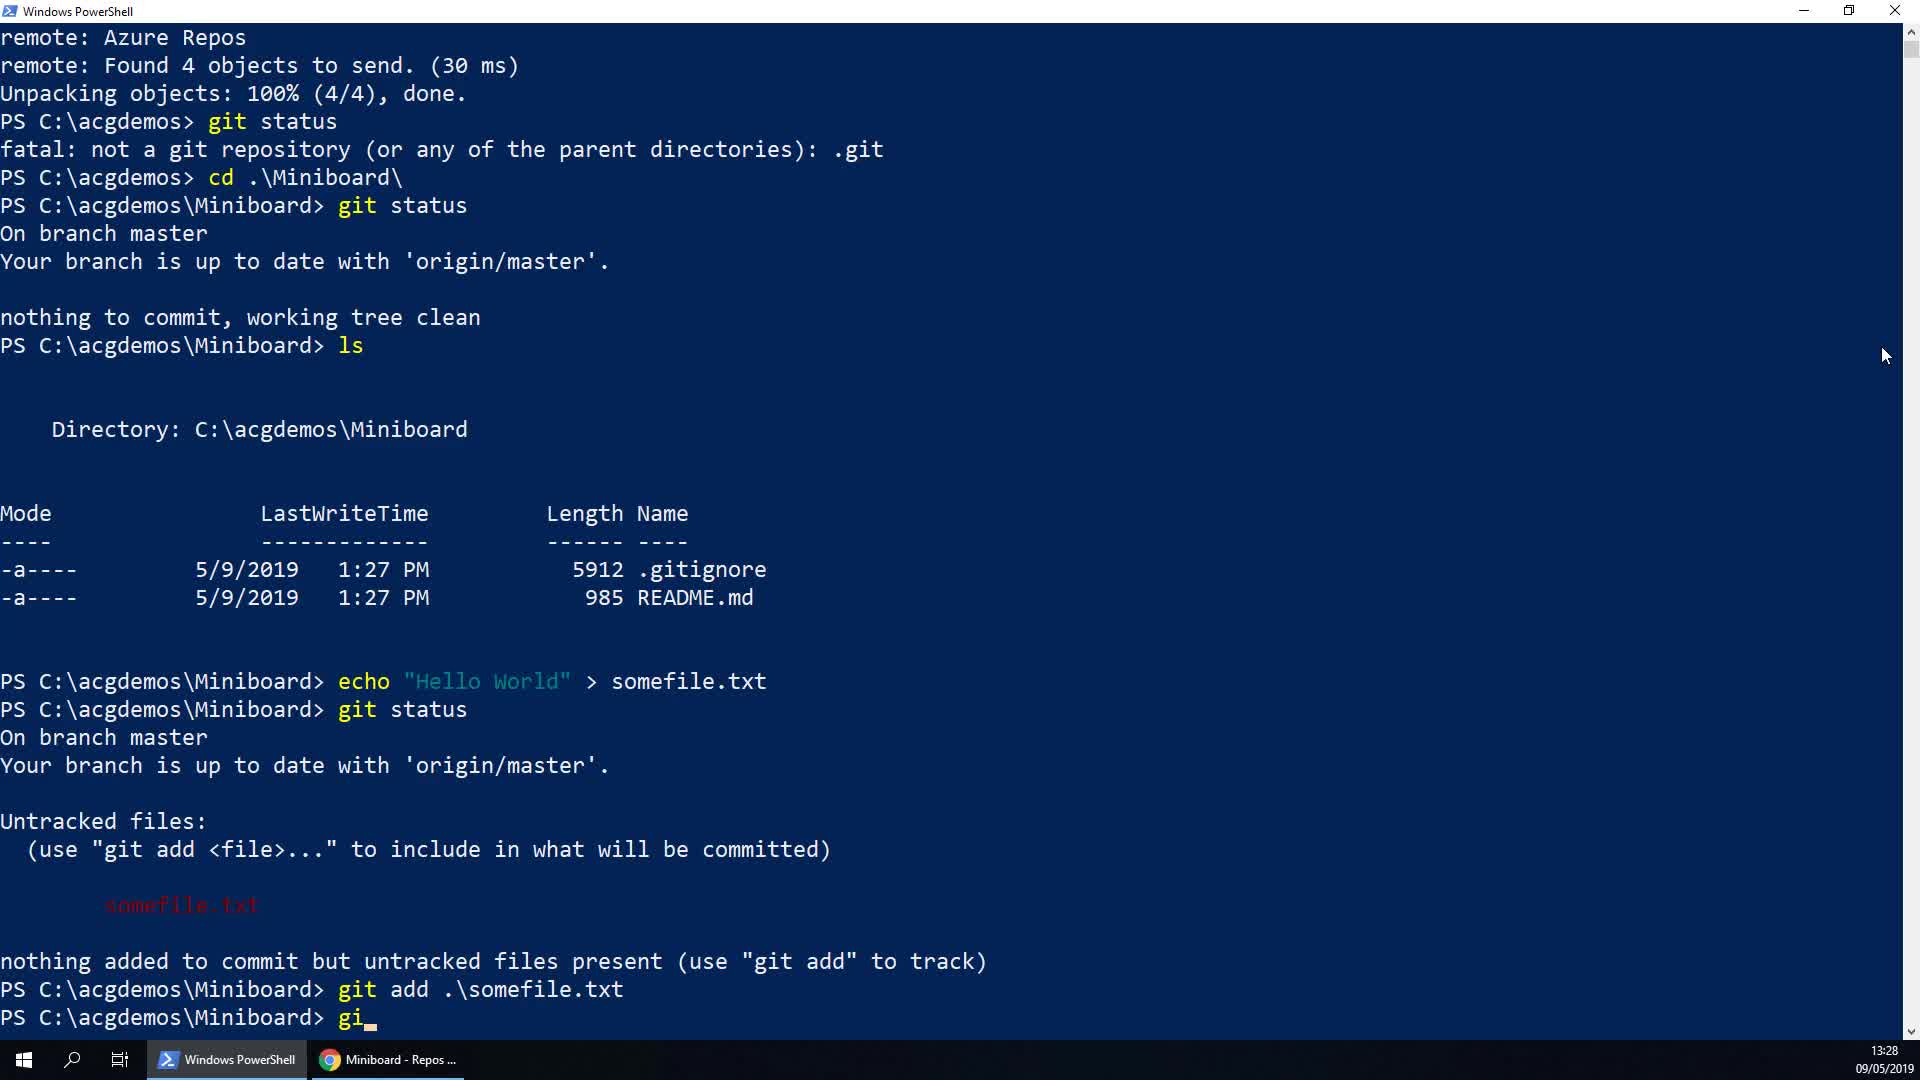 Windows PowerShell
remote: Azure Repos
remote: Found 4 objects to send. (30 ms)
Unpacking objects: 100% (4/4), done.
PS C:\acgdemos> git status
fatal: not a git repository (or any of the parent directories): .git
PS C:\acgdemos> cd .\Miniboard\
PS C:\acgdemos\Miniboard> git status
On branch master
Your branch is up to date with 'origin/master'.
nothing to commit, working tree clean
PS C:\acgdemos\Miniboard> ls
Directory: C:\acgdemos\Miniboard
Mode LastWriteTime Length Name
---- ------------- ------ ----
-a---- 5/9/2019 1:27 PM 5912 .gitignore
-a---- 5/9/2019 1:27 PM 985 README.md
PS C:\acgdemos\Miniboard> echo "Hello World" > somefile.txt
PS C:\acgdemos\Miniboard> git status
On branch master
Your branch is up to date with 'origin/master'.
Untracked files:
(use "git add <file>..." to include in what will be committed)
somefile.txt
nothing added to commit but untracked files present (use "git add" to track)
PS C:\acgdemos\Miniboard> git add .\somefile.txt
PS C:\acgdemos\Miniboard> gi
Windows PowerShell
Miniboard - Repos ...
13:28
09/05/2019